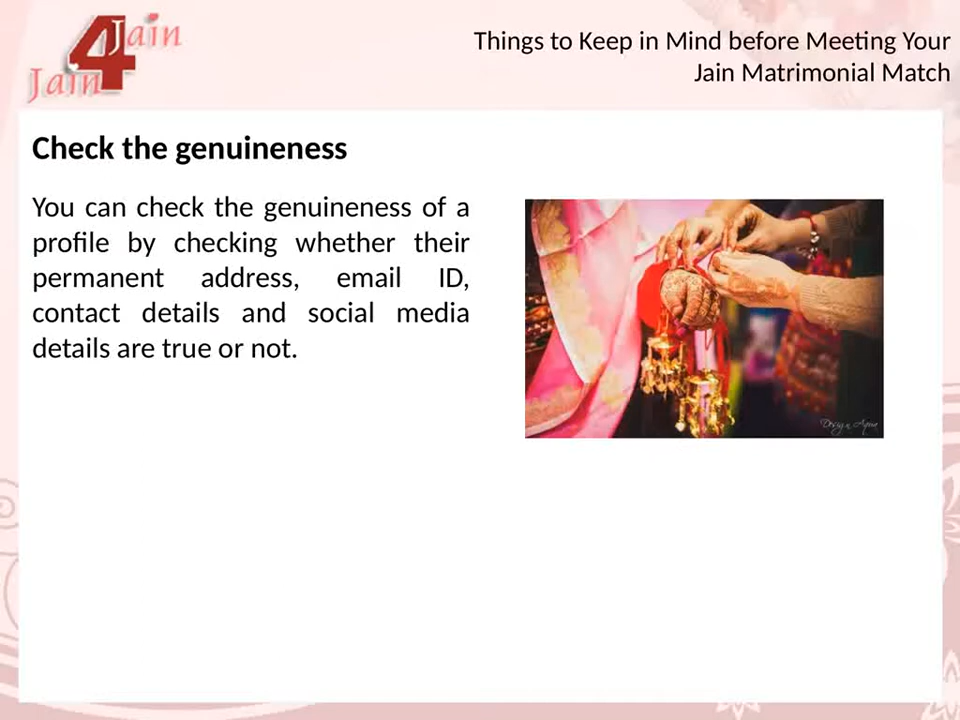 Jain
4
Jain
Things to Keep in Mind before Meeting Your
Jain Matrimonial Match
Check the genuineness
You can check the genuineness of a
profile by checking whether their
permanent address, email ID,
contact details and social media
details are true or not.
Design Aqua